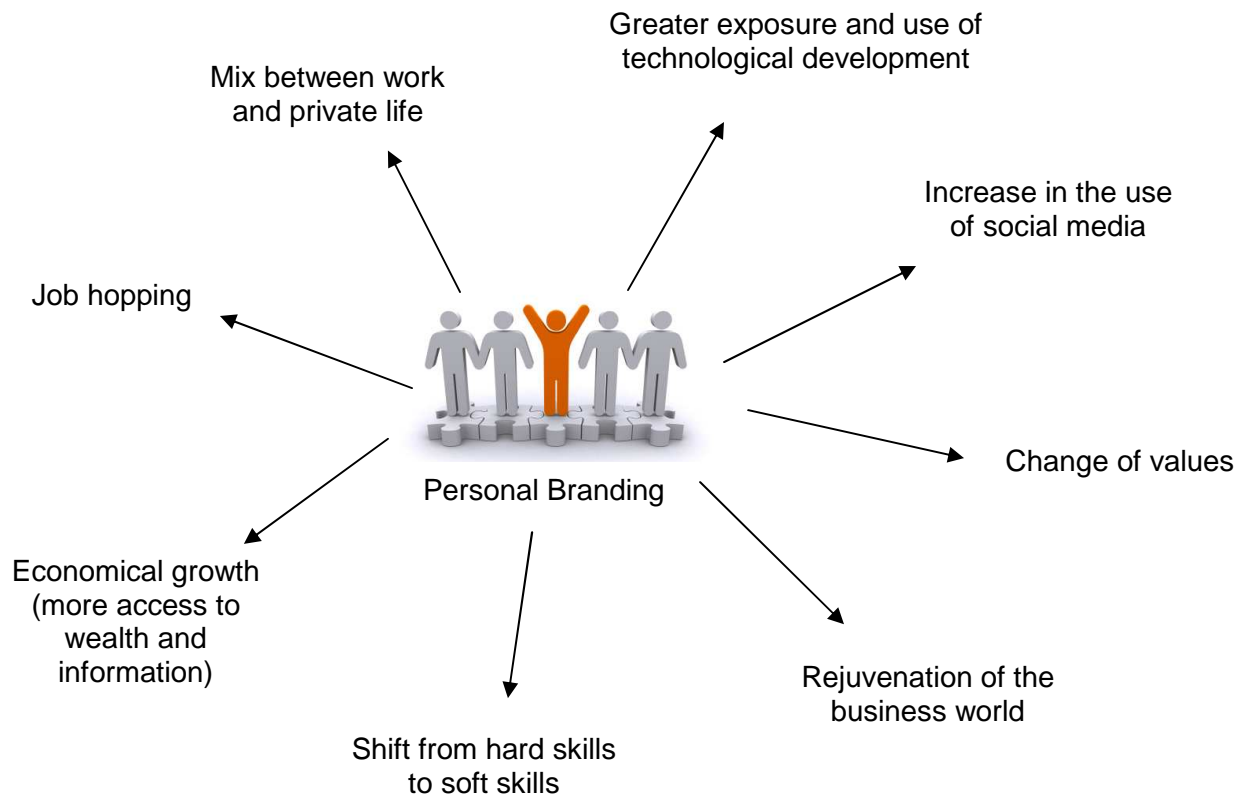 Greater exposure and use of
technological development
Mix between work
and private life
Increase in the use
of social media
Job hopping
Change of values
Personal Branding
Economical growth
(more access to
wealth and
information)
Rejuvenation of the
business world
Shift from hard skills
to soft skills